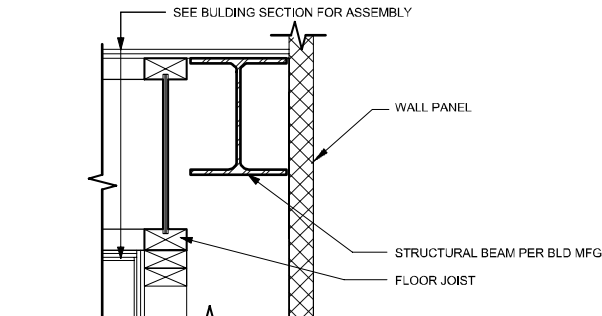 SEE BULDING SECTION FOR ASSEMBLY
WALL PANEL
STRUCTURAL BEAM PER BLD MFG
FLOOR JOIST